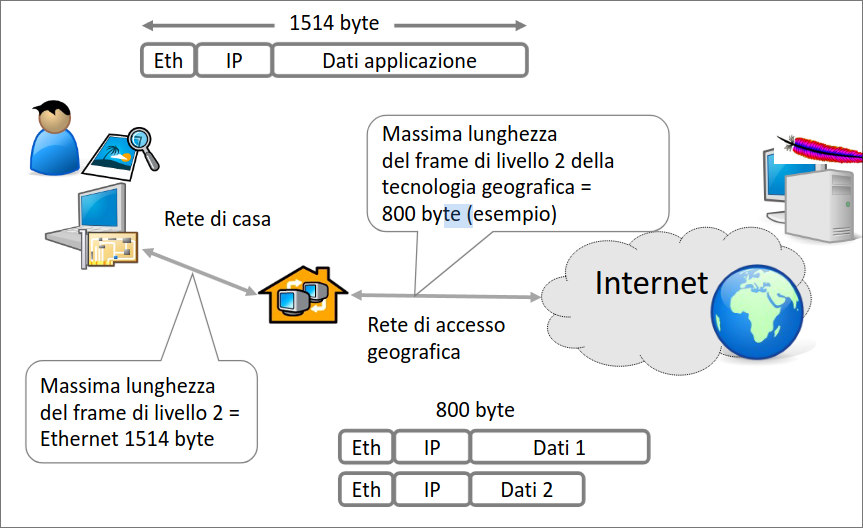 1514 byte
Eth IP Dati applicazione
Massima lunghezza
del frame di livello 2 della
tecnologia geografica =
800 byte (esempio)
Rete di casa
Internet
Rete di accesso
geografica
Massima lunghezza
del frame di livello 2 =
Ethernet 1514 byte
800 byte
Eth IP Dati 1
Eth IP Dati 2